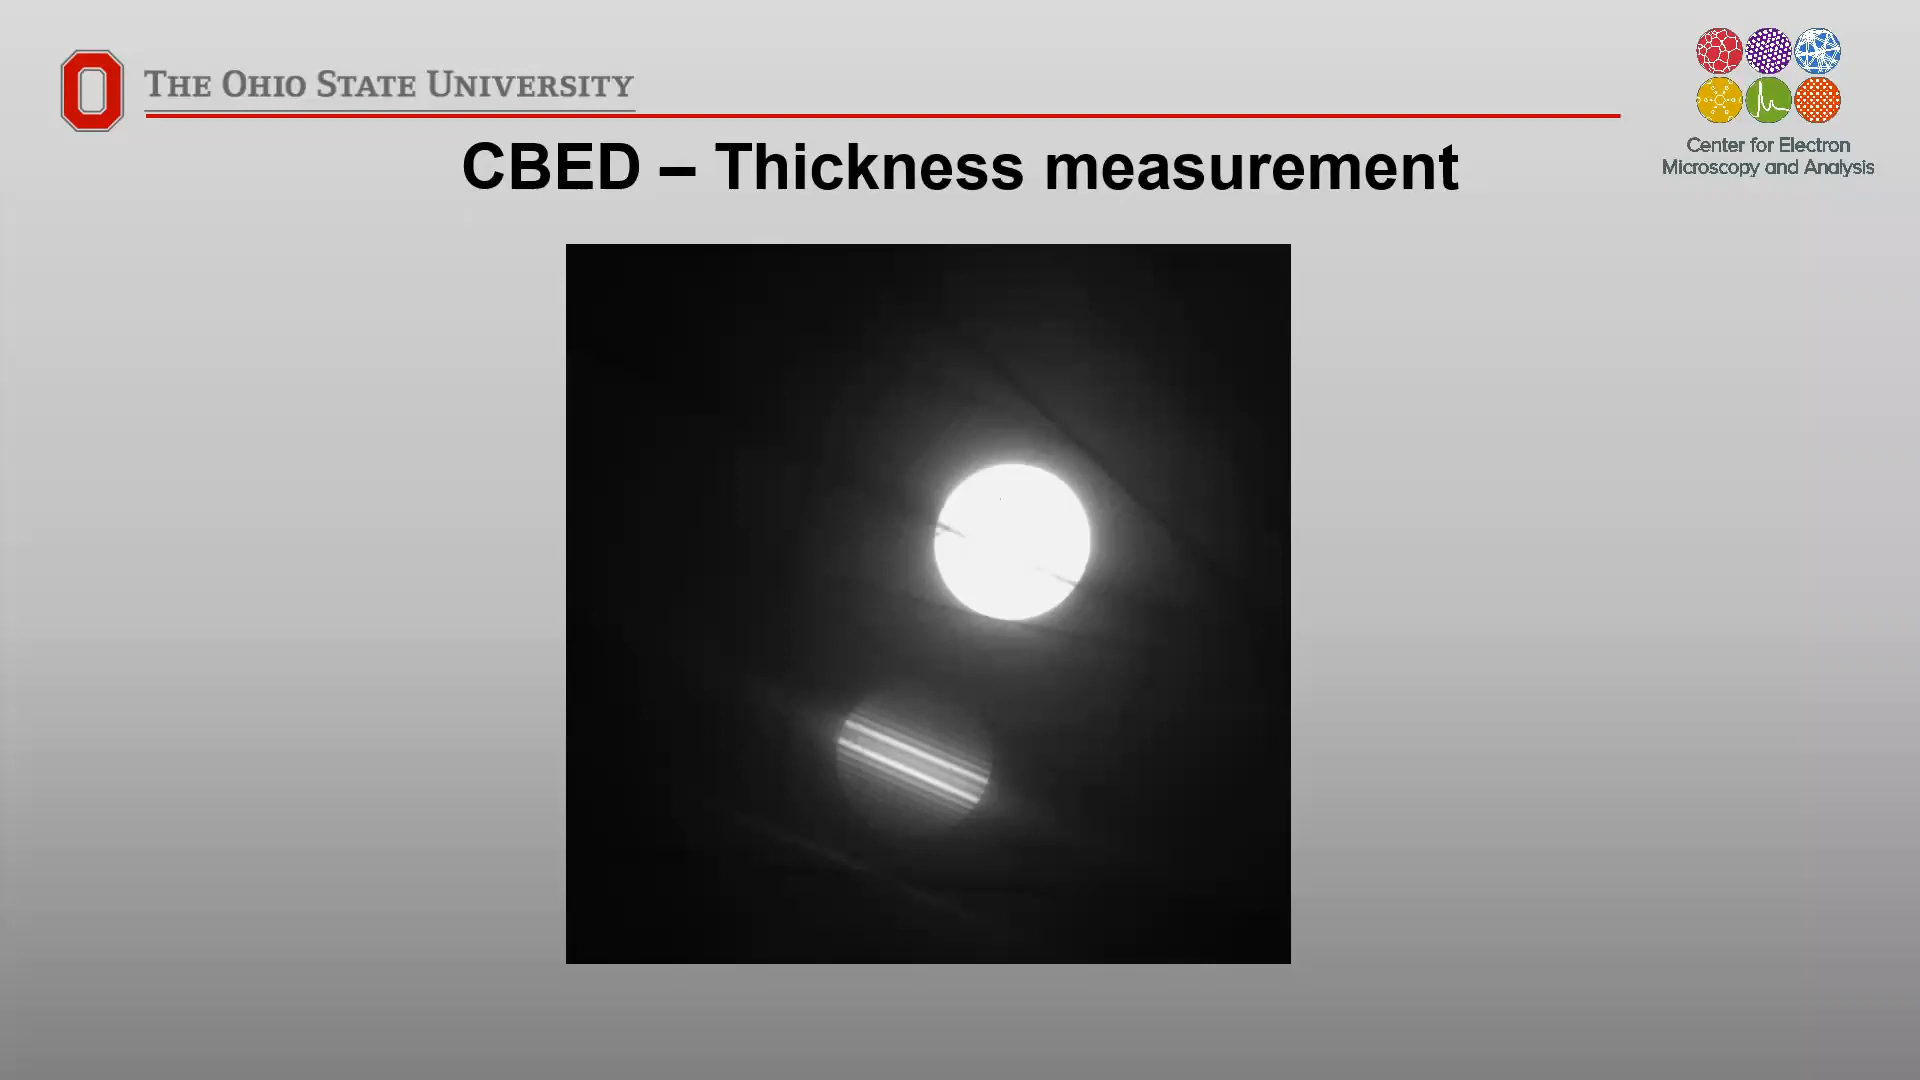 THE OHIO STATE UNIVERSITY
Center for Electron
Microscopy and Analysis
CBED – Thickness measurement